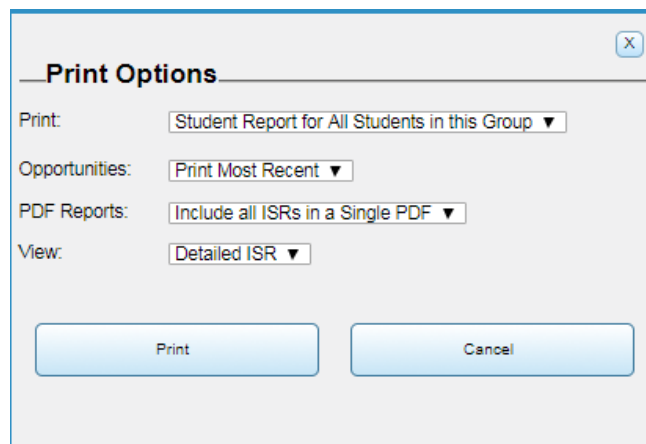 X
Print Options
Print: Student Report for All Students in this Group ▼
Opportunities: Print Most Recent ▼
PDF Reports: Include all ISRs in a Single PDF ▼
View: Detailed ISR ▼
Print Cancel